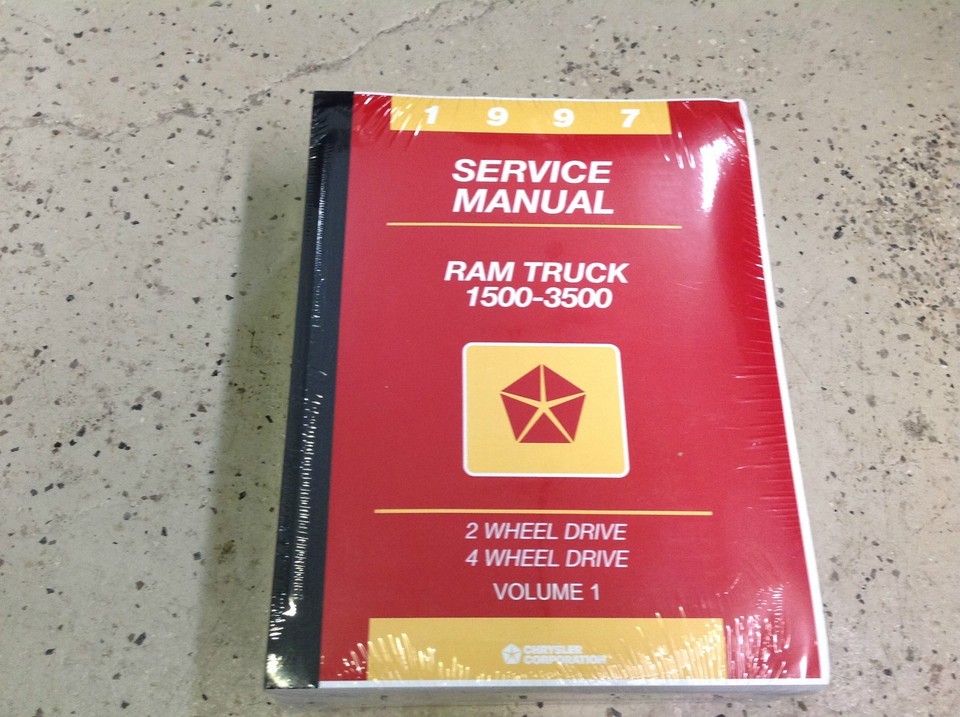 1 9 9 7
SERVICE
MANUAL
RAM TRUCK
1500-3500
2 WHEEL DRIVE
4 WHEEL DRIVE
VOLUME 1
CHRYSLER
CORPORATION